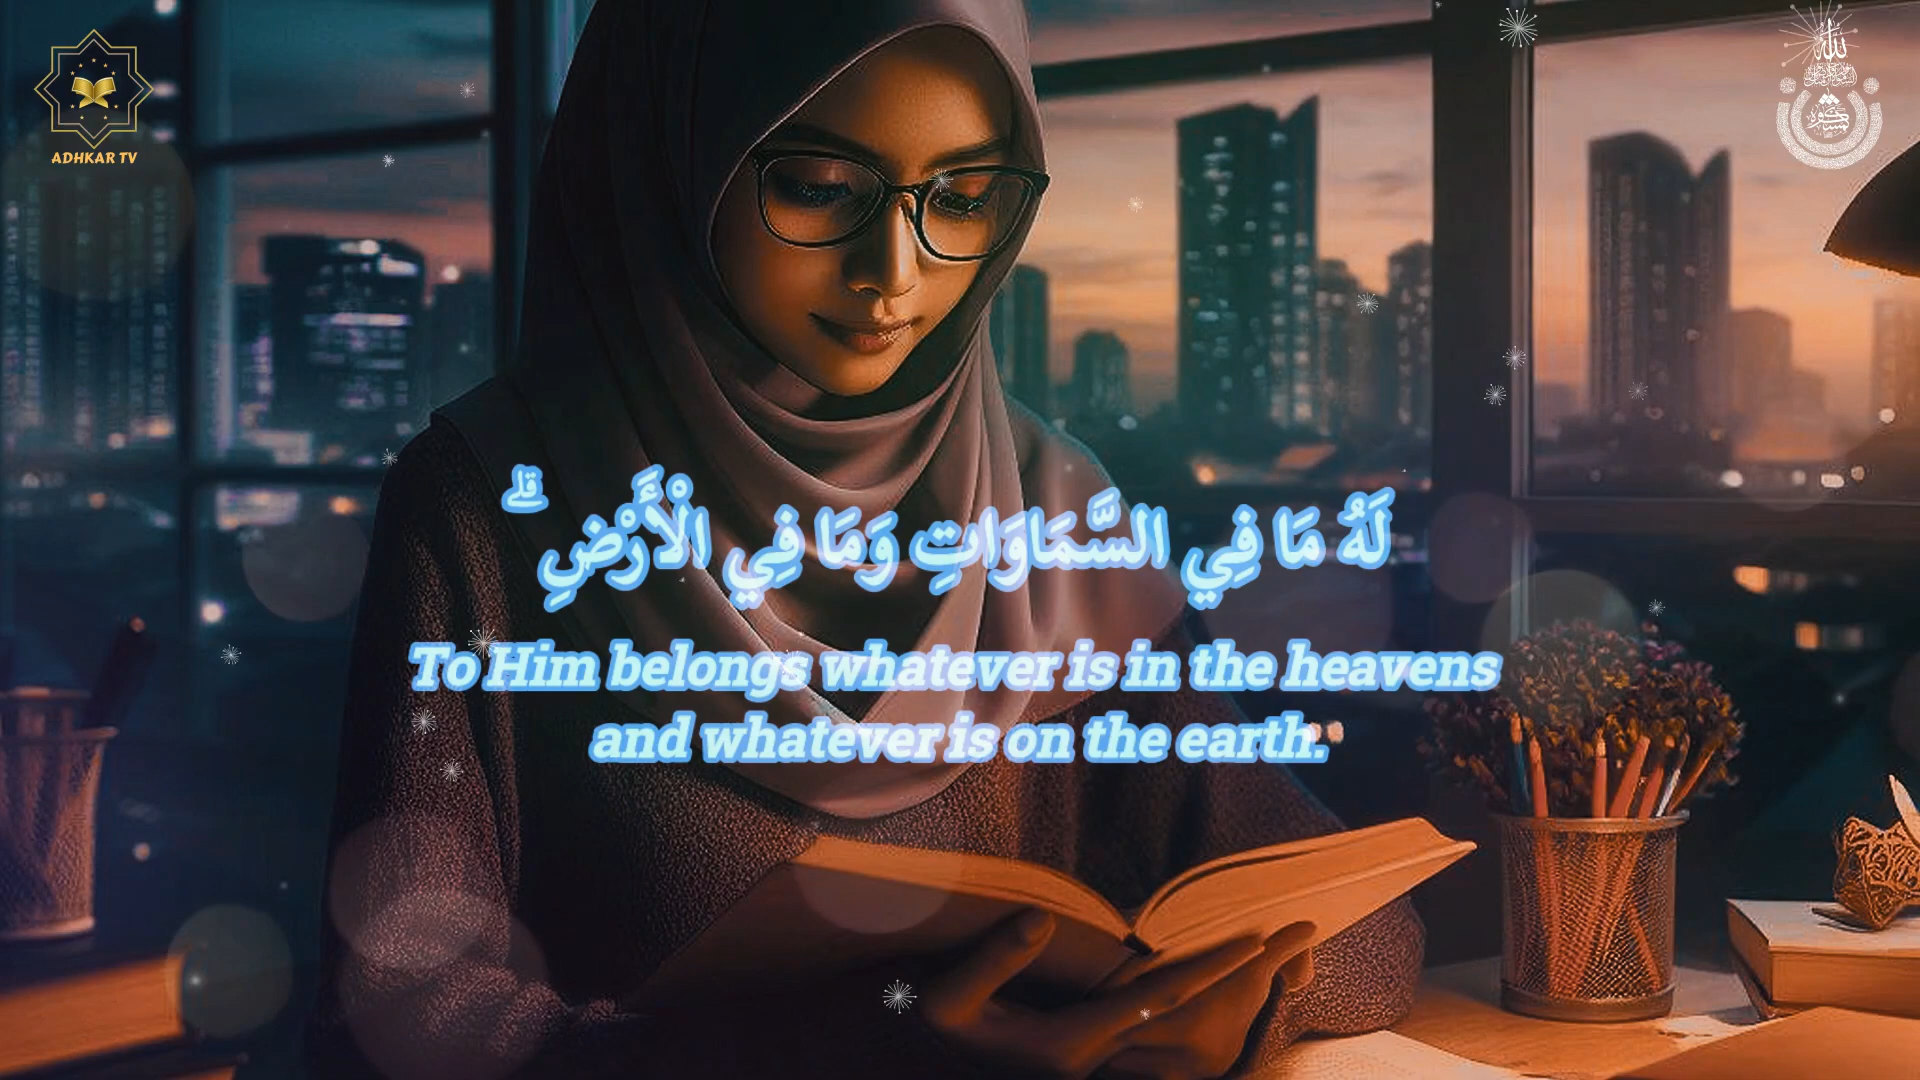 ADHKAR TV
لَهُ مَا فِي السَّمَاوَاتِ وَمَا فِي الْأَرْضِ ۗ
To Him belongs whatever is in the heavens
and whatever is on the earth.